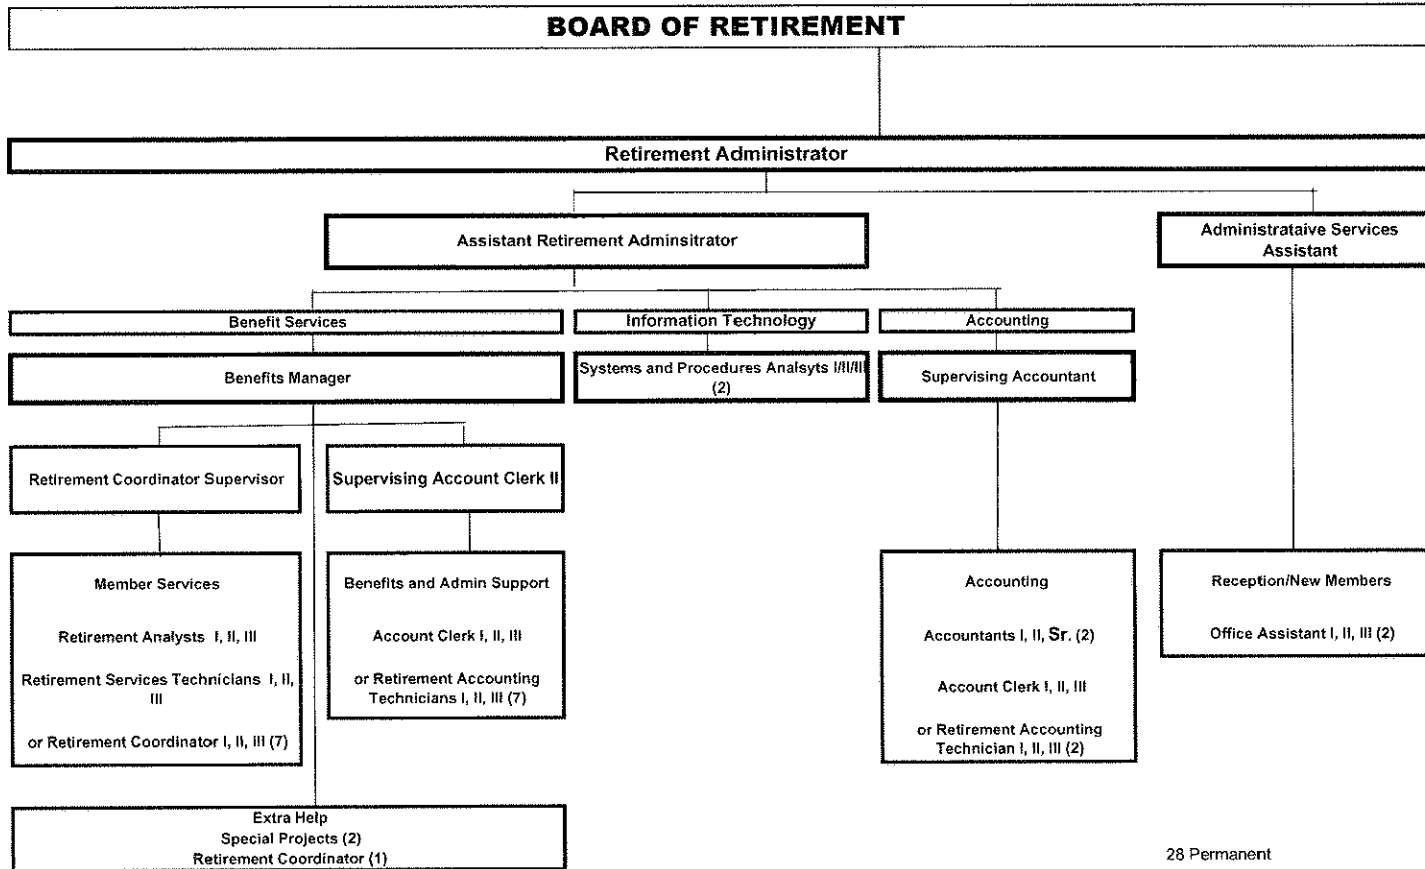 BOARD OF RETIREMENT
Retirement Administrator
Assistant Retirement Adminsitrator
Administrataive Services
Assistant
Benefit Services
Information Technology
Accounting
Benefits Manager
Systems and Procedures Analsyts I/II/III
(2)
Supervising Accountant
Retirement Coordinator Supervisor
Supervising Account Clerk II
Member Services
Retirement Analysts I, II, III
Retirement Services Technicians I, II,
III
or Retirement Coordinator I, II, III (7)
Benefits and Admin Support
Account Clerk I, II, III
or Retirement Accounting
Technicians I, II, III (7)
Accounting
Accountants I, II, Sr. (2)
Account Clerk I, II, III
or Retirement Accounting
Technician I, II, III (2)
Reception/New Members
Office Assistant I, II, III (2)
Extra Help
Special Projects (2)
Retirement Coordinator (1)
28 Permanent